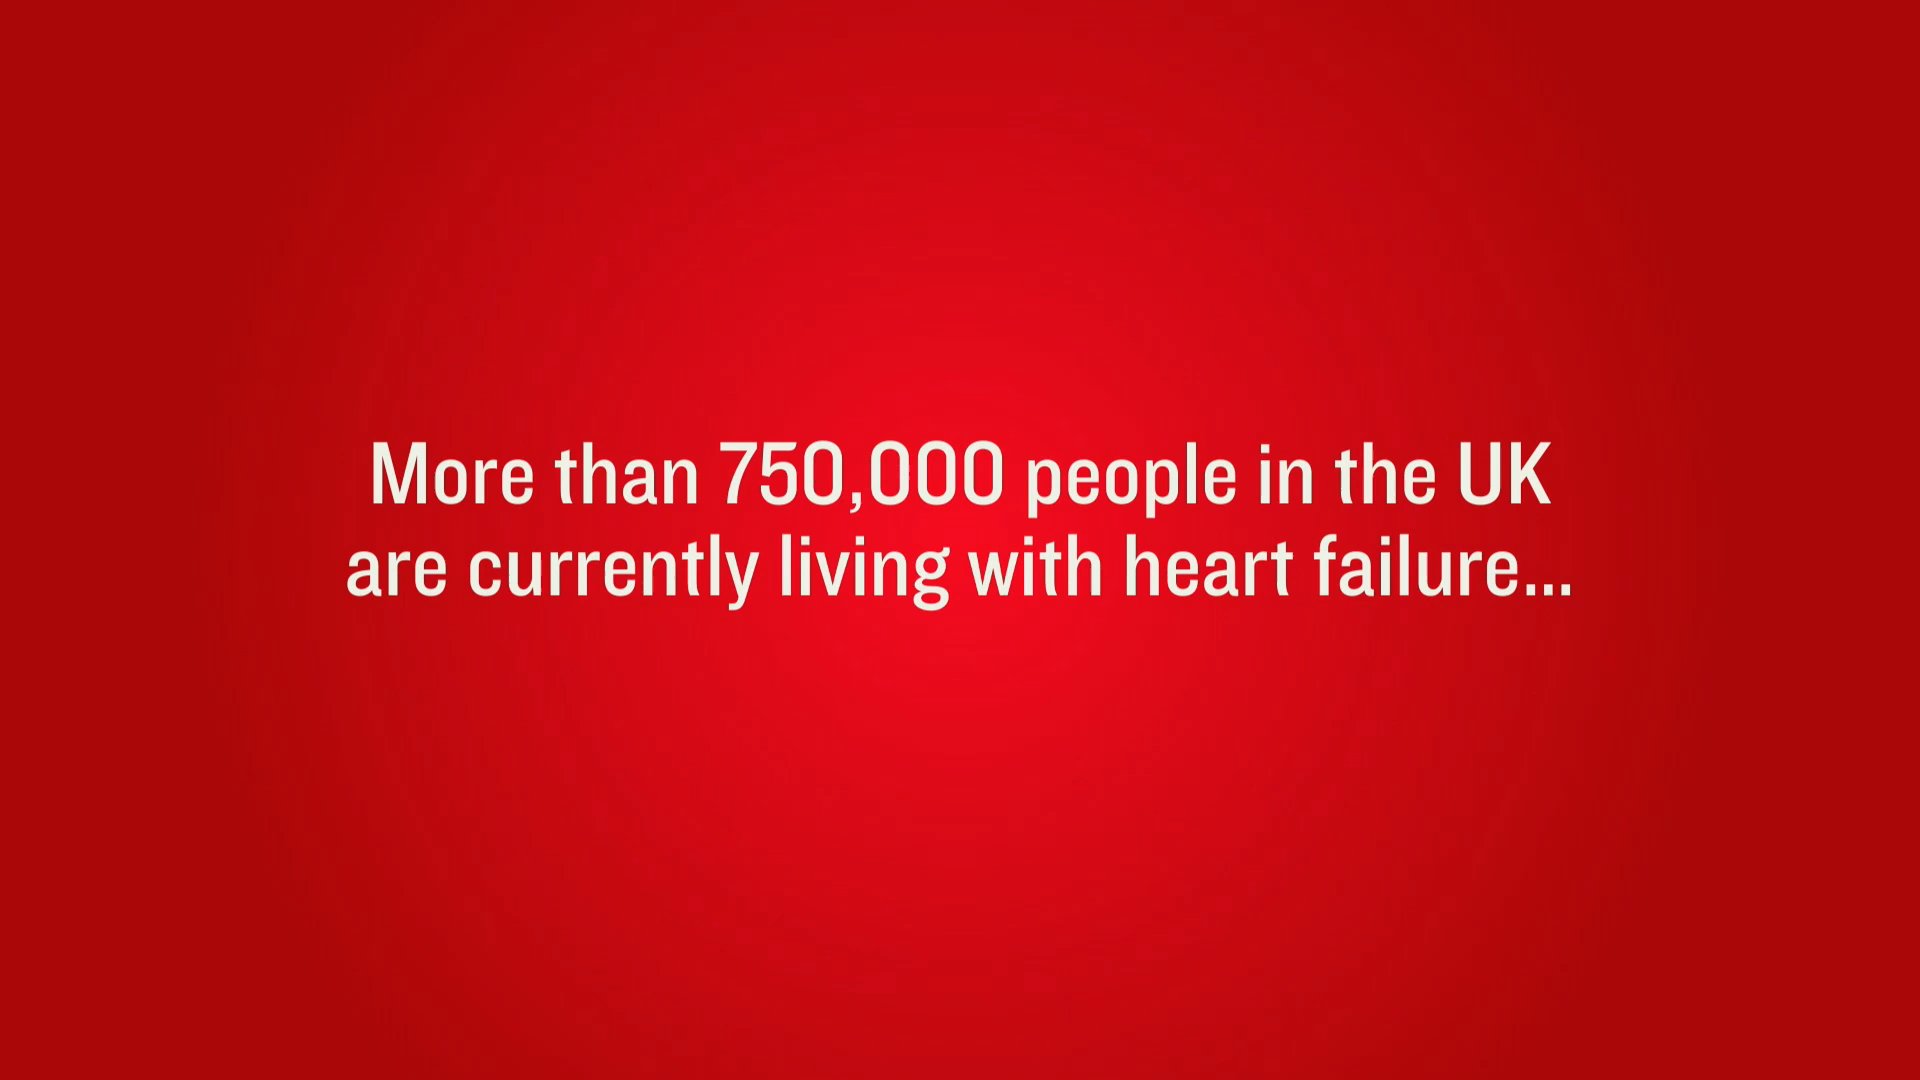 More than 750,000 people in the UK
are currently living with heart failure...